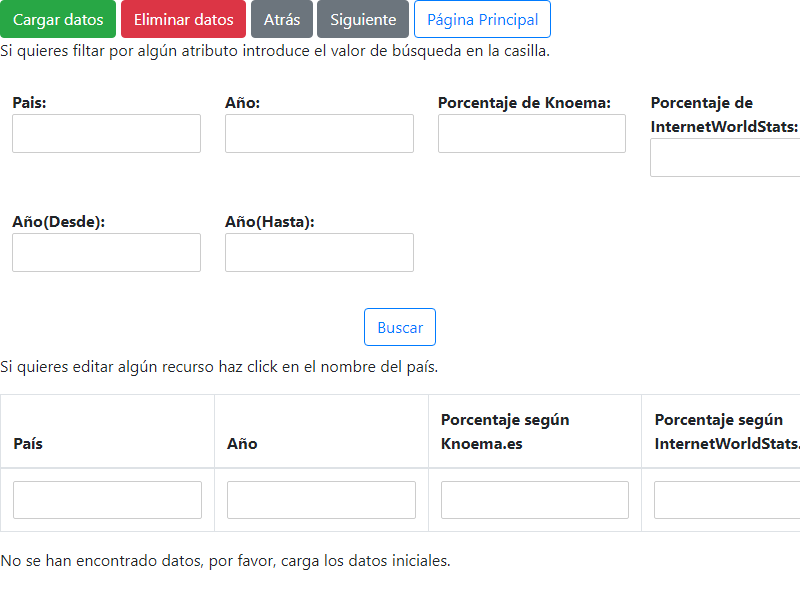 Cargar datos Eliminar datos Atrás Siguiente Página Principal
Si quieres filtar por algún atributo introduce el valor de búsqueda en la casilla.
Pais: Año: Porcentaje de Knoema: Porcentaje de
InternetWorldStats:
Año(Desde): Año(Hasta):
Buscar
Si quieres editar algún recurso haz click en el nombre del país.
Porcentaje según Porcentaje según
País Año Knoema.es InternetWorldStats.
No se han encontrado datos, por favor, carga los datos iniciales.